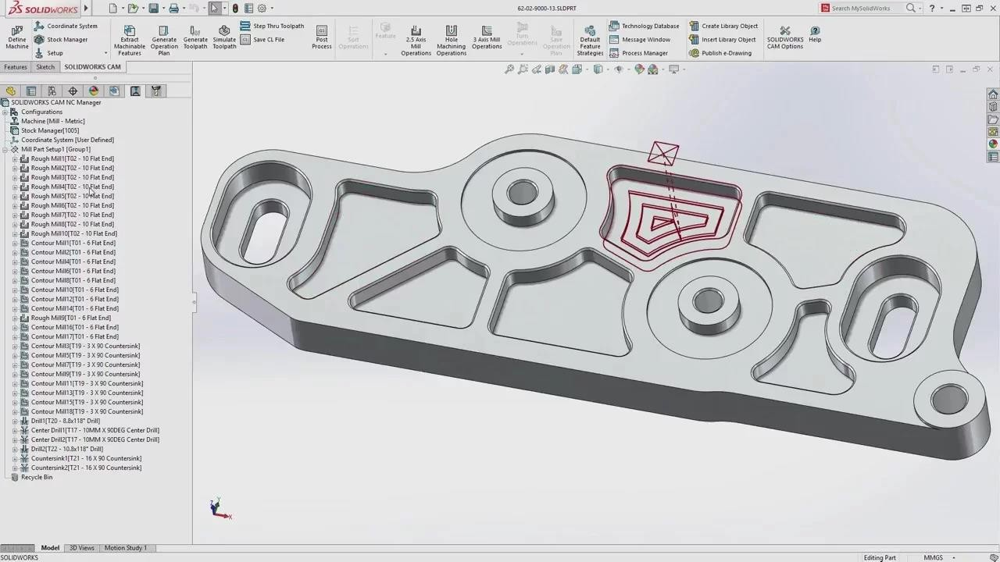 SOLIDWORKS
62-02-9000-13.SLDPRT
Search MySolidWorks
Define Machine
Coordinate System
Stock Manager
Setup
Extract Machinable Features
Generate Operation Plan
Generate Toolpath
Simulate Toolpath
Step Thru Toolpath
Save CL File
Post Process
Sort Operations
Feature
2.5 Axis Mill Operations
Hole Machining Operations
3 Axis Mill Operations
Turn Operations
Save Operation Plan
Default Feature Strategies
Technology Database
Message Window
Process Manager
Create Library Object
Insert Library Object
Publish e-Drawing
SOLIDWORKS CAM Options
Help
Features
Sketch
SOLIDWORKS CAM
SOLIDWORKS CAM NC Manager
Configurations
Machine [Mill - Metric]
Stock Manager[1005]
Coordinate System [User Defined]
Mill Part Setup1 [Group1]
Rough Mill1[T02 - 10 Flat End]
Rough Mill2[T02 - 10 Flat End]
Rough Mill3[T02 - 10 Flat End]
Rough Mill4[T02 - 10 Flat End]
Rough Mill5[T02 - 10 Flat End]
Rough Mill6[T02 - 10 Flat End]
Rough Mill7[T02 - 10 Flat End]
Rough Mill8[T02 - 10 Flat End]
Rough Mill10[T02 - 10 Flat End]
Contour Mill1[T01 - 6 Flat End]
Contour Mill2[T01 - 6 Flat End]
Contour Mill4[T01 - 6 Flat End]
Contour Mill6[T01 - 6 Flat End]
Contour Mill8[T01 - 6 Flat End]
Contour Mill10[T01 - 6 Flat End]
Contour Mill12[T01 - 6 Flat End]
Contour Mill14[T01 - 6 Flat End]
Rough Mill9[T01 - 6 Flat End]
Contour Mill16[T01 - 6 Flat End]
Contour Mill17[T01 - 6 Flat End]
Contour Mill3[T19 - 3 X 90 Countersink]
Contour Mill5[T19 - 3 X 90 Countersink]
Contour Mill7[T19 - 3 X 90 Countersink]
Contour Mill9[T19 - 3 X 90 Countersink]
Contour Mill11[T19 - 3 X 90 Countersink]
Contour Mill13[T19 - 3 X 90 Countersink]
Contour Mill15[T19 - 3 X 90 Countersink]
Contour Mill18[T19 - 3 X 90 Countersink]
Drill1[T20 - 8.8x118° Drill]
Center Drill1[T17 - 10MM X 90DEG Center Drill]
Center Drill2[T17 - 10MM X 90DEG Center Drill]
Drill2[T22 - 10.8x118° Drill]
Countersink1[T21 - 16 X 90 Countersink]
Countersink2[T21 - 16 X 90 Countersink]
Recycle Bin
Z Y X
Model
3D Views
Motion Study 1
SOLIDWORKS
Editing Part
MMGS